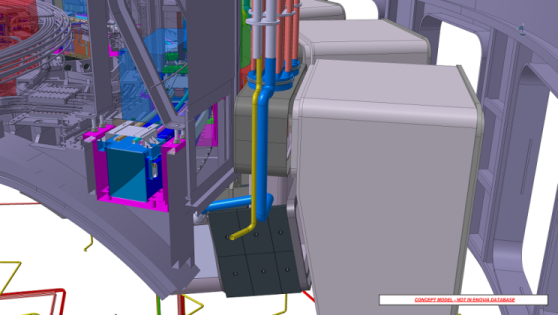 CONCEPT MODEL - NOT IN ENOVIA DATABASE